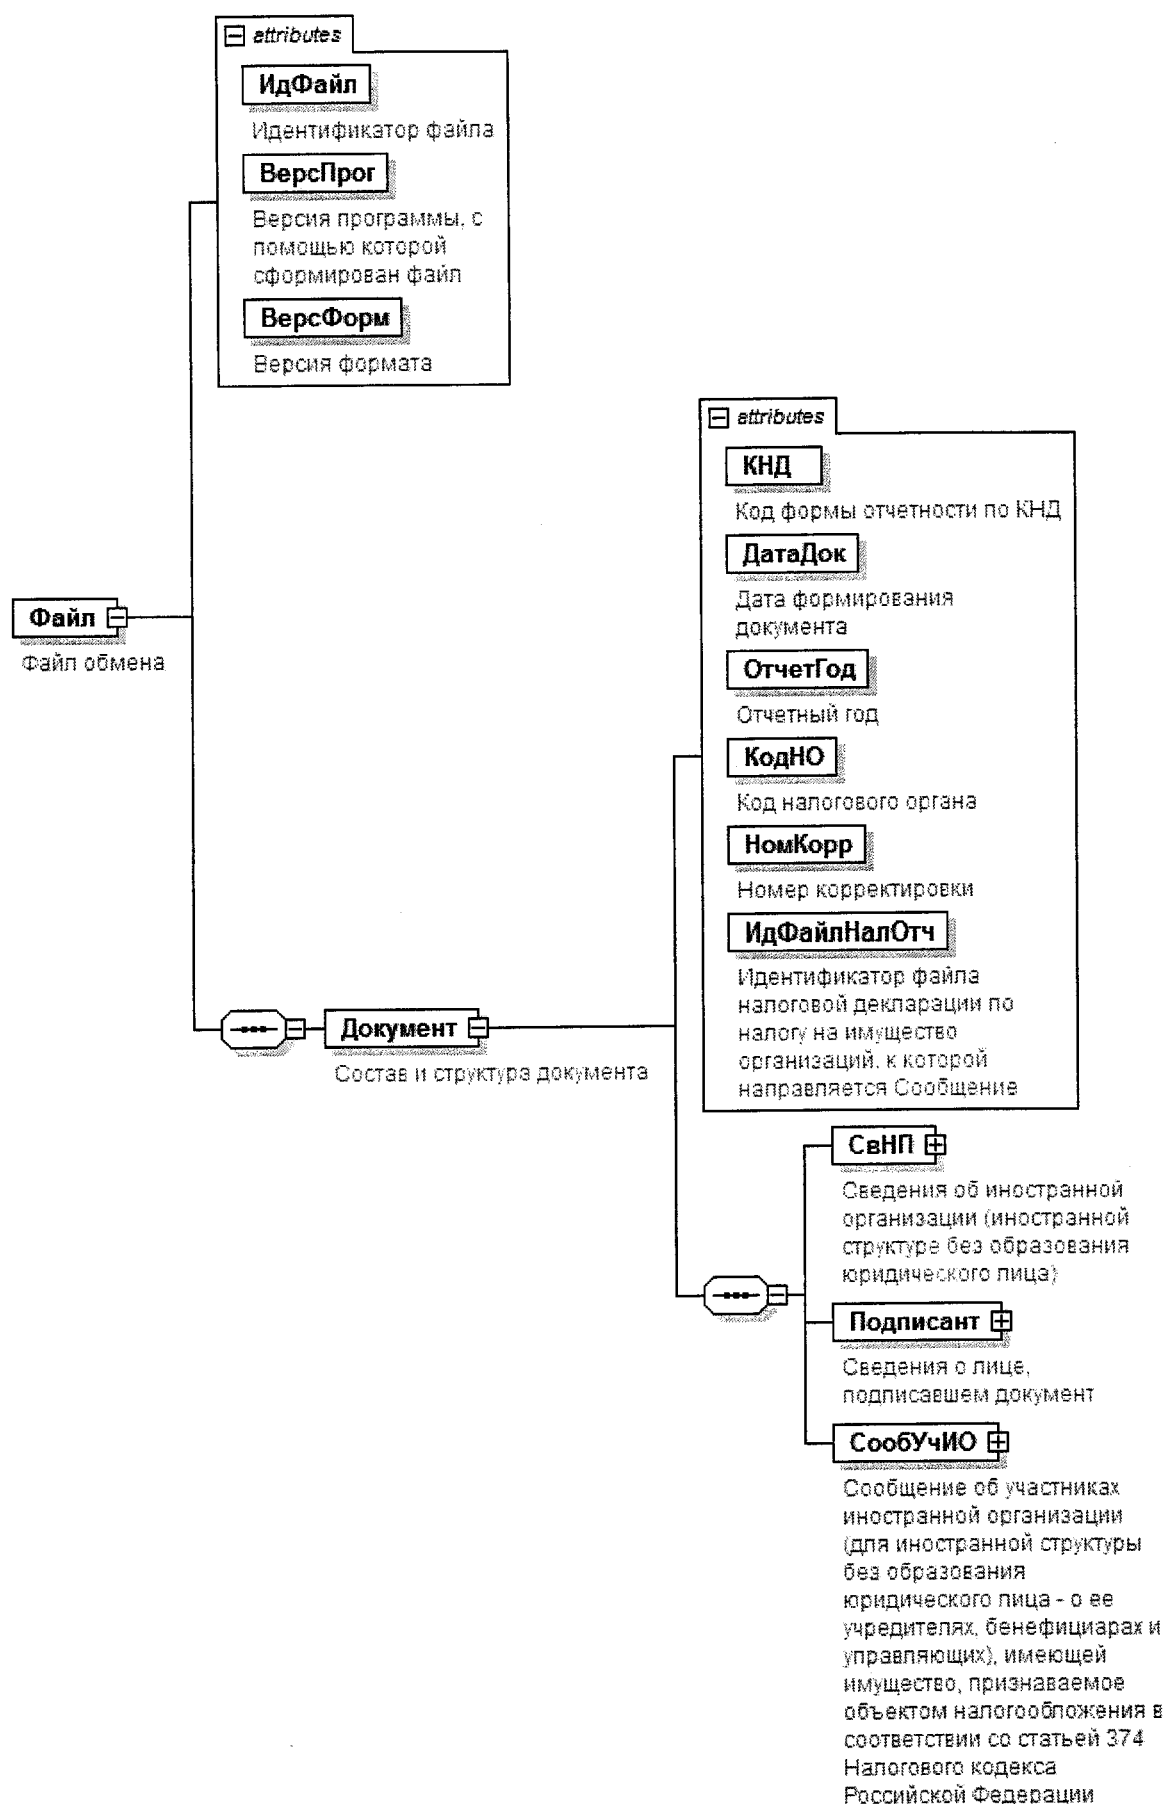 attributes
ИдФайл
Идентификатор файла
ВерсПрог
Версия программы, с
помощью которой
сформирован файл
ВерсФорм
Версия формата
attributes
КНД
Код формы отчетности по КНД
ДатаДок
Дата формирования
документа
ОтчетГод
Отчетный год
КодНО
Код налогового органа
НомКорр
Номер корректировки
ИдФайлНалОтч
Идентификатор файла
налоговой декларации по
налогу на имущество
организаций, к которой
направляется Сообщение
Файл
Файл обмена
Документ
Состав и структура документа
СвНП
Сведения об иностранной
организации (иностранной
структуре без образования
юридического лица)
Подписант
Сведения о лице,
подписавшем документ
СообУчИО
Сообщение об участниках
иностранной организации
(для иностранной структуры
без образования
юридического лица - о ее
учредителях, бенефициарах и
управляющих), имеющей
имущество, признаваемое
объектом налогообложения в
соответствии со статьей 374
Налогового кодекса
Российской Федерации